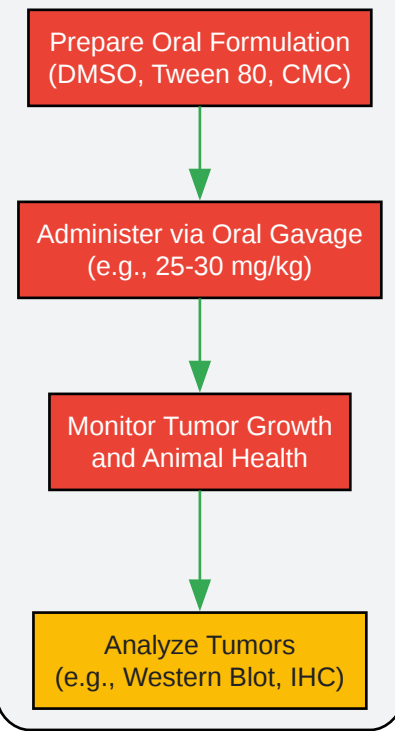 Prepare Oral Formulation
(DMSO, Tween 80, CMC)
Administer via Oral Gavage
(e.g., 25-30 mg/kg)
Monitor Tumor Growth
and Animal Health
Analyze Tumors
(e.g., Western Blot, IHC)